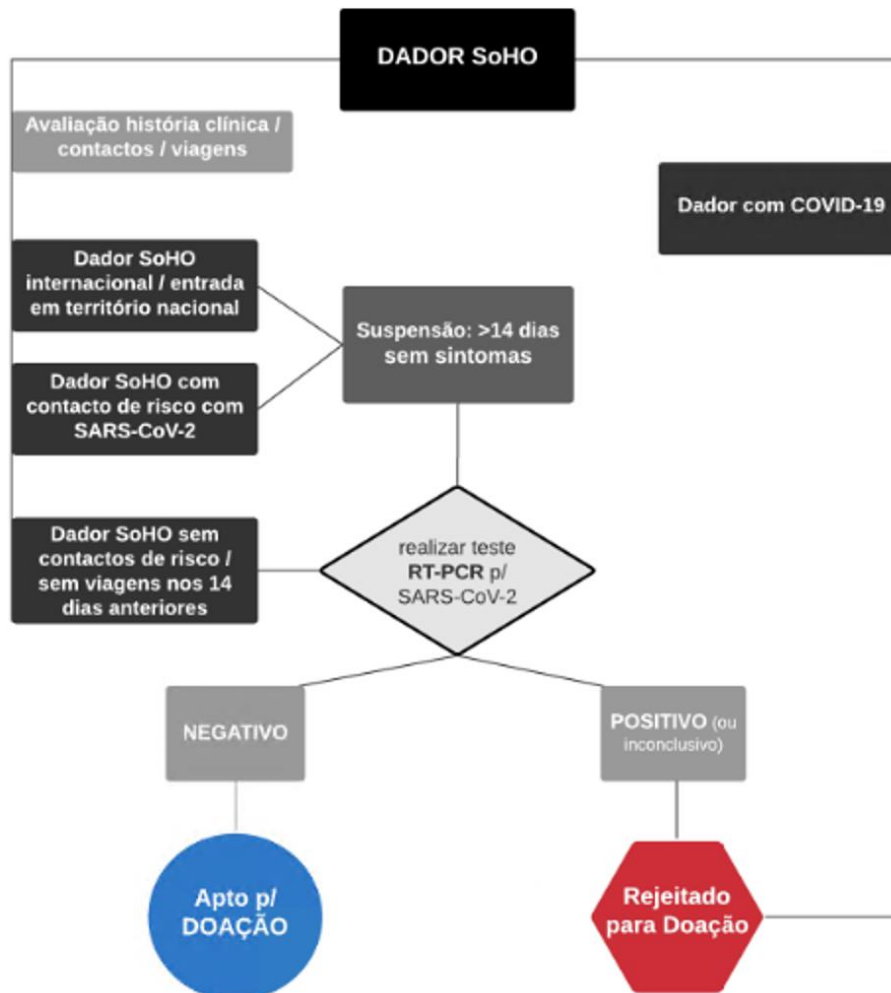 DADOR SoHO
Avaliação história clínica /
contactos / viagens
Dador com COVID-19
Dador SoHO
internacional / entrada
em território nacional
Suspensão: >14 dias
sem sintomas
Dador SoHO com
contacto de risco com
SARS-CoV-2
Dador SoHO sem
contactos de risco /
sem viagens nos 14
dias anteriores
realizar teste
RT-PCR p/
SARS-CoV-2
NEGATIVO
POSITIVO (ou
inconclusivo)
Apto p/
DOAÇÃO
Rejeitado
para Doação